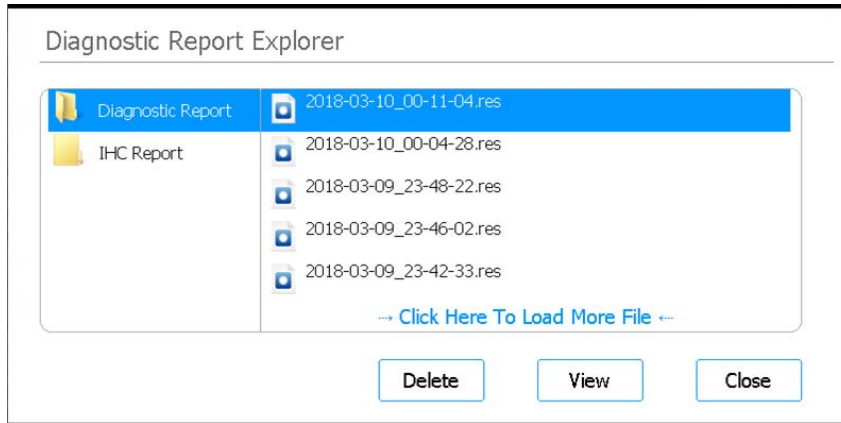 Diagnostic Report Explorer
Diagnostic Report
IHC Report
2018-03-10_00-11-04.res
2018-03-10_00-04-28.res
2018-03-09_23-48-22.res
2018-03-09_23-46-02.res
2018-03-09_23-42-33.res
⤑ Click Here To Load More File ⬸
Delete View Close